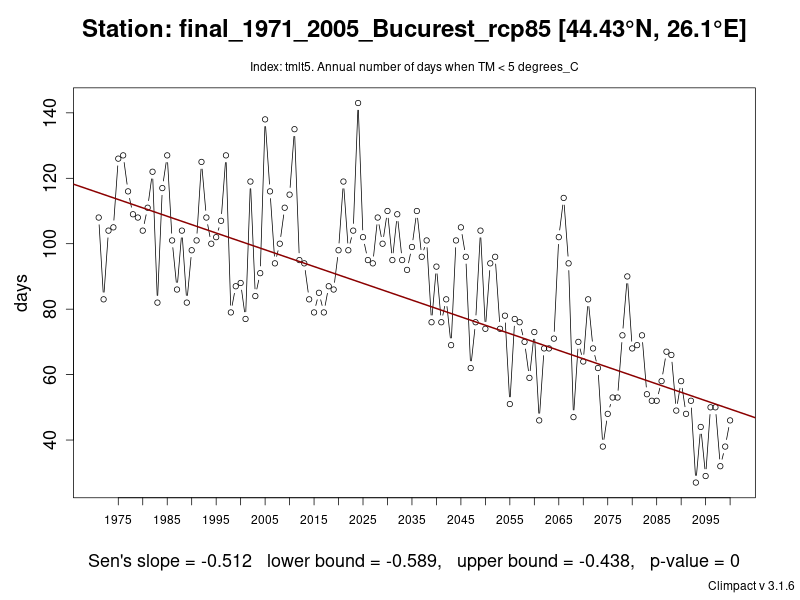 Station: final_1971_2005_Bucurest_rcp85 [44.43°N, 26.1°E]
Index: tmlt5. Annual number of days when TM < 5 degrees_C
140
120
100
80
60
40
days
1975 1985 1995 2005 2015 2025 2035 2045 2055 2065 2075 2085 2095
Sen's slope = -0.512 lower bound = -0.589, upper bound = -0.438, p-value = 0
Climpact v 3.1.6